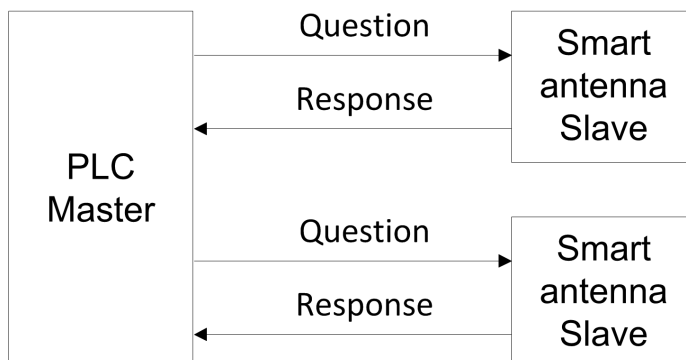 PLC
Master
Question
Response
Smart
antenna
Slave
Question
Response
Smart
antenna
Slave